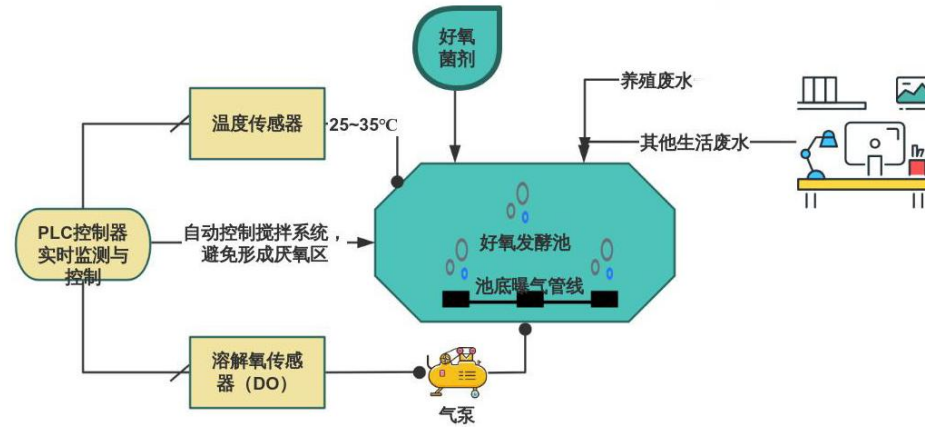 好氧
菌剂
养殖废水
温度传感器
25~35℃
其他生活废水
PLC控制器
实时监测与
控制
自动控制搅拌系统，
避免形成厌氧区
好氧发酵池
池底曝气管线
溶解氧传感
器（DO）
气泵